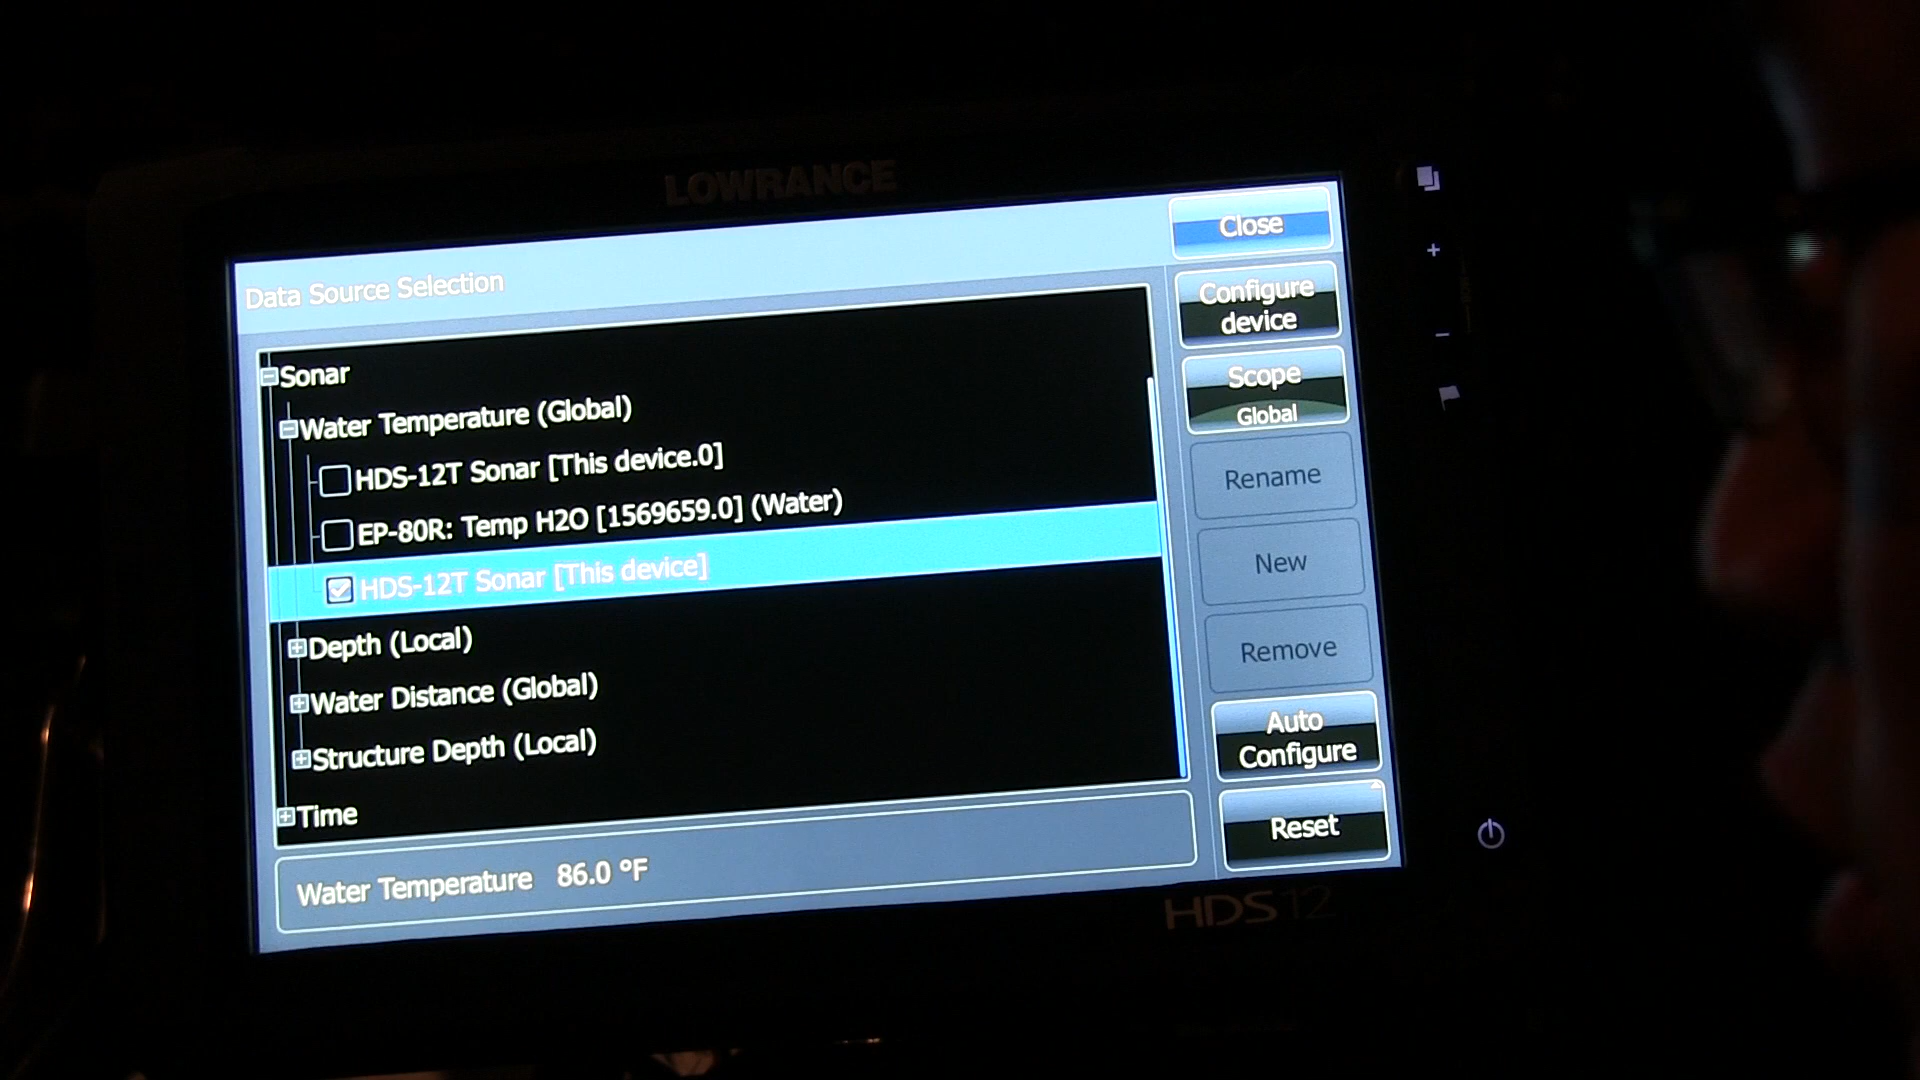 LOWRANCE
Close
Data Source Selection
Configure
device
Sonar
Scope
Global
Water Temperature (Global)
HDS-12T Sonar [This device.0]
Rename
EP-80R: Temp H2O [1569659.0] (Water)
New
HDS-12T Sonar [This device]
Depth (Local)
Remove
Water Distance (Global)
Auto
Configure
Structure Depth (Local)
Time
Reset
Water Temperature 86.0 °F
HDS12